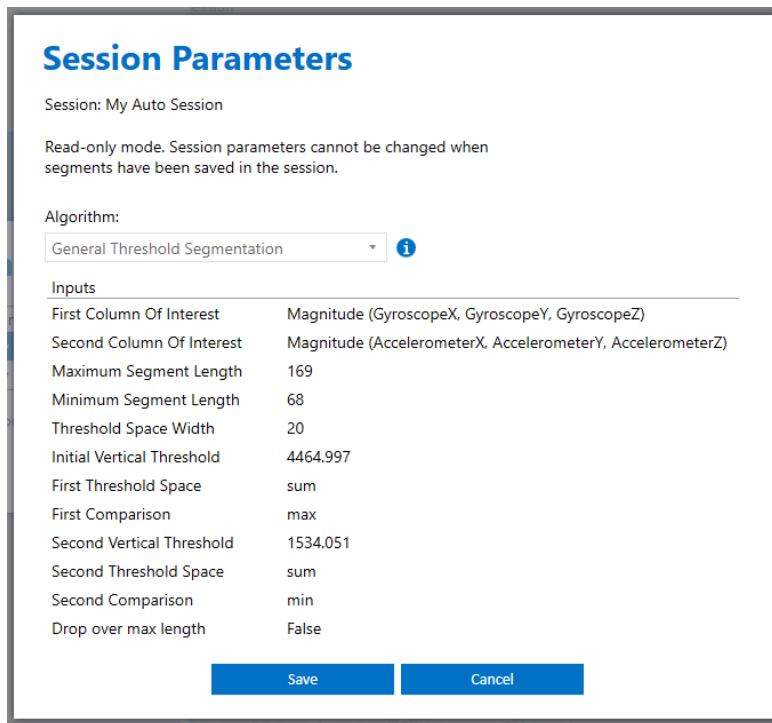 Session Parameters
Session: My Auto Session
Read-only mode. Session parameters cannot be changed when
segments have been saved in the session.
Algorithm:
General Threshold Segmentation
Inputs
First Column Of Interest Magnitude (GyroscopeX, GyroscopeY, GyroscopeZ)
Second Column Of Interest Magnitude (AccelerometerX, AccelerometerY, AccelerometerZ)
Maximum Segment Length 169
Minimum Segment Length 68
Threshold Space Width 20
Initial Vertical Threshold 4464.997
First Threshold Space sum
First Comparison max
Second Vertical Threshold 1534.051
Second Threshold Space sum
Second Comparison min
Drop over max length False
Save Cancel